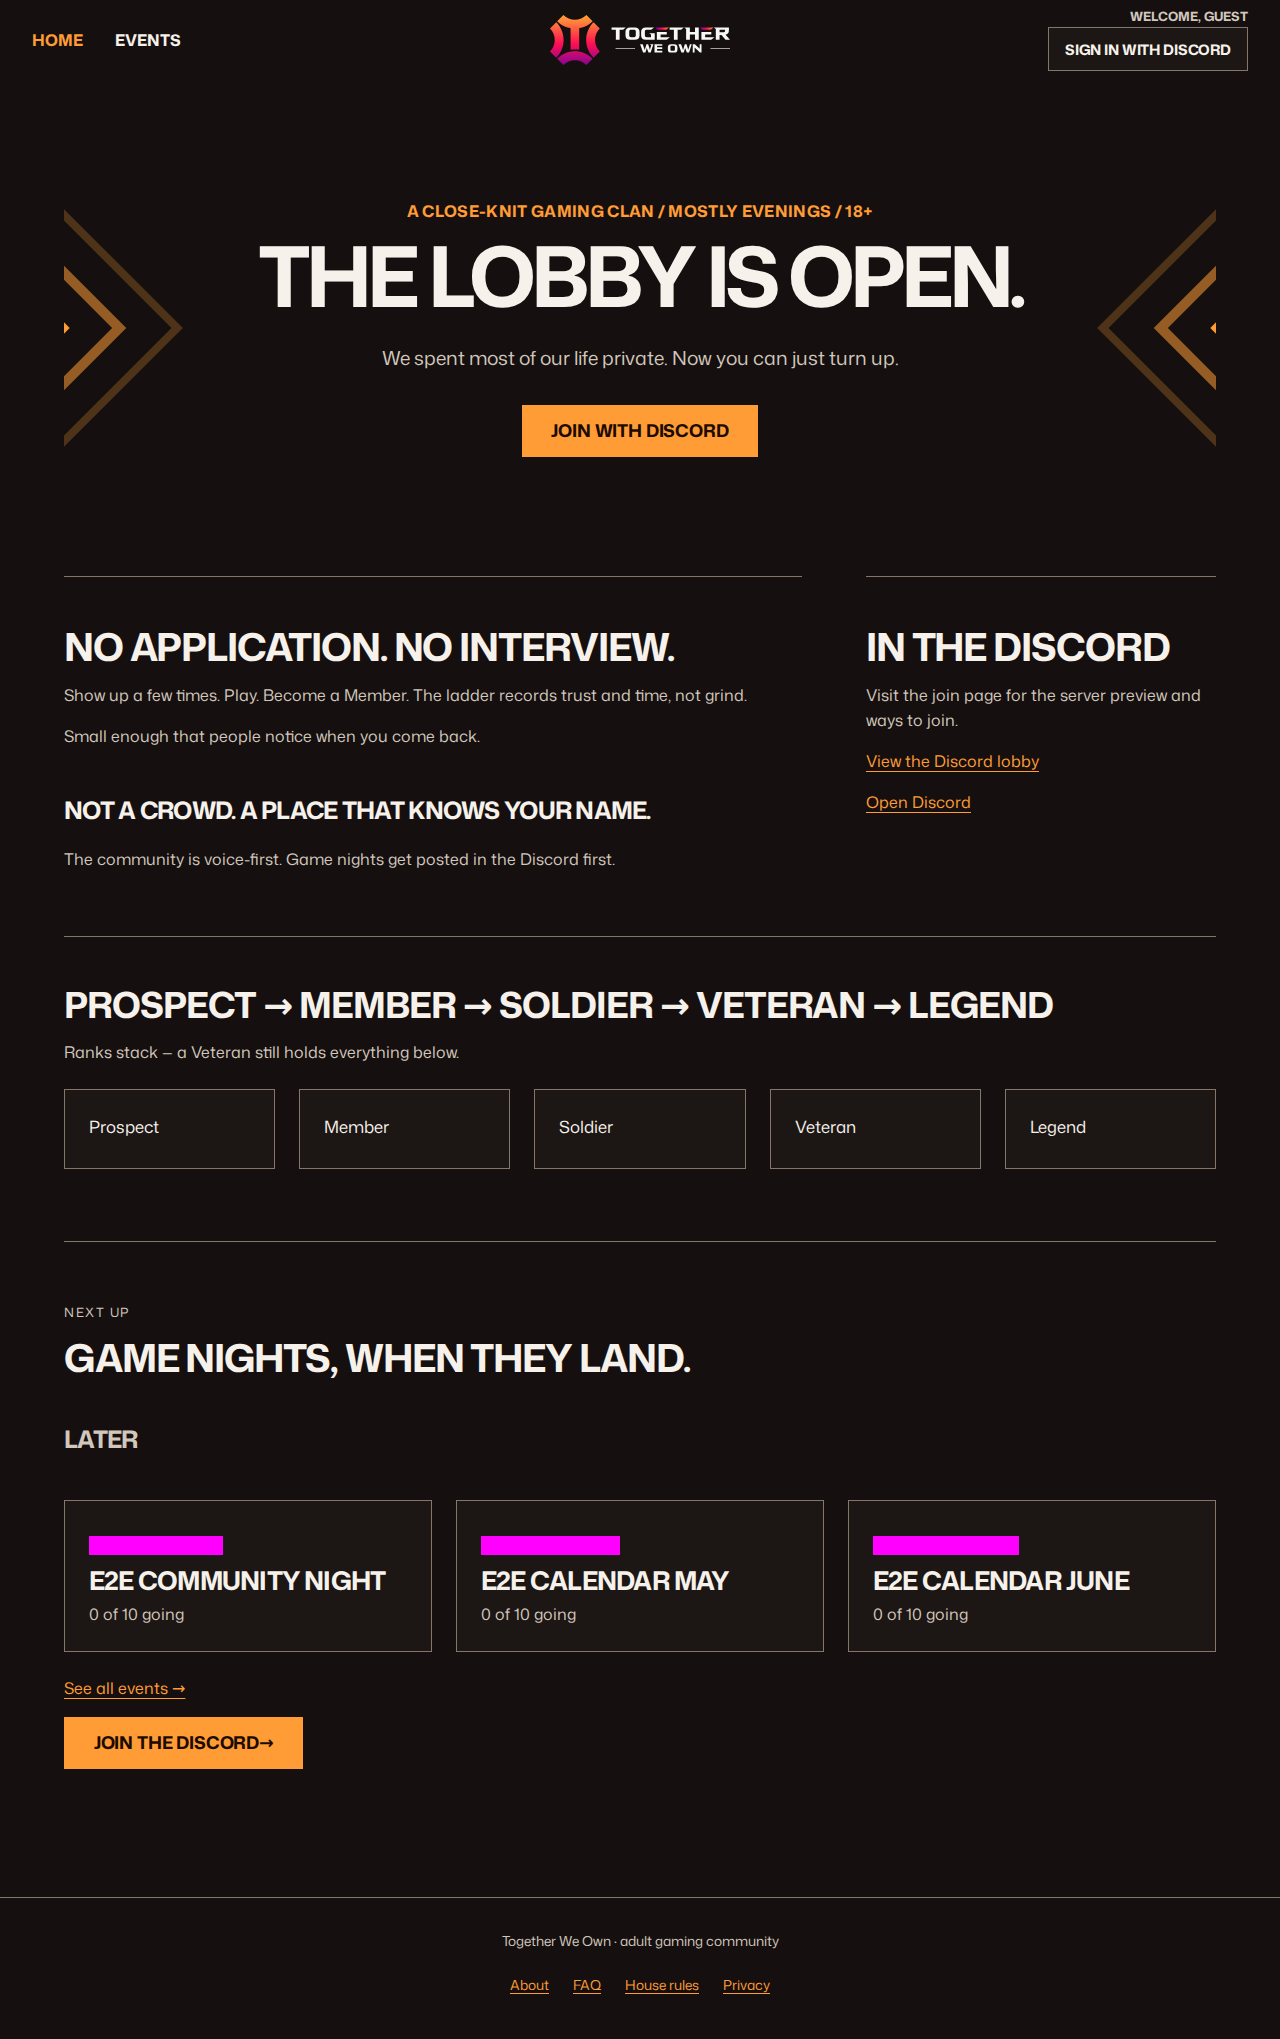 HOME
EVENTS
TOGETHER
WE OWN
WELCOME, GUEST
SIGN IN WITH DISCORD
A CLOSE-KNIT GAMING CLAN / MOSTLY EVENINGS / 18+
THE LOBBY IS OPEN.
We spent most of our life private. Now you can just turn up.
JOIN WITH DISCORD
NO APPLICATION. NO INTERVIEW.
Show up a few times. Play. Become a Member. The ladder records trust and time, not grind.
Small enough that people notice when you come back.
NOT A CROWD. A PLACE THAT KNOWS YOUR NAME.
The community is voice-first. Game nights get posted in the Discord first.
IN THE DISCORD
Visit the join page for the server preview and
ways to join.
View the Discord lobby
Open Discord
PROSPECT → MEMBER → SOLDIER → VETERAN → LEGEND
Ranks stack – a Veteran still holds everything below.
Prospect
Member
Soldier
Veteran
Legend
NEXT UP
GAME NIGHTS, WHEN THEY LAND.
LATER
E2E COMMUNITY NIGHT
0 of 10 going
E2E CALENDAR MAY
0 of 10 going
E2E CALENDAR JUNE
0 of 10 going
See all events →
JOIN THE DISCORD→
Together We Own · adult gaming community
About
FAQ
House rules
Privacy